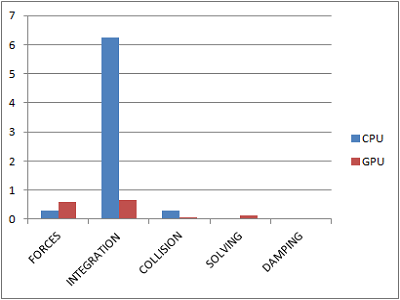 7
6
5
4
3
2
1
0
FORCES
INTEGRATION
COLLISION
SOLVING
DAMPING
CPU
GPU